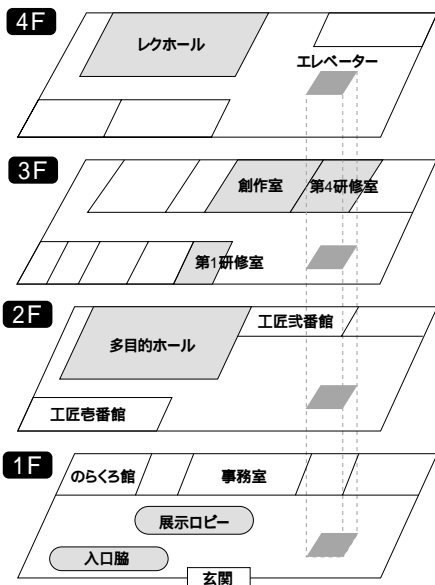 4F
レクホール
エレベーター
3F
創作室
第4研修室
第1研修室
2F
工匠弐番館
多目的ホール
工匠壱番館
1F
のらくろ館
事務室
展示ロビー
入口脇
玄関